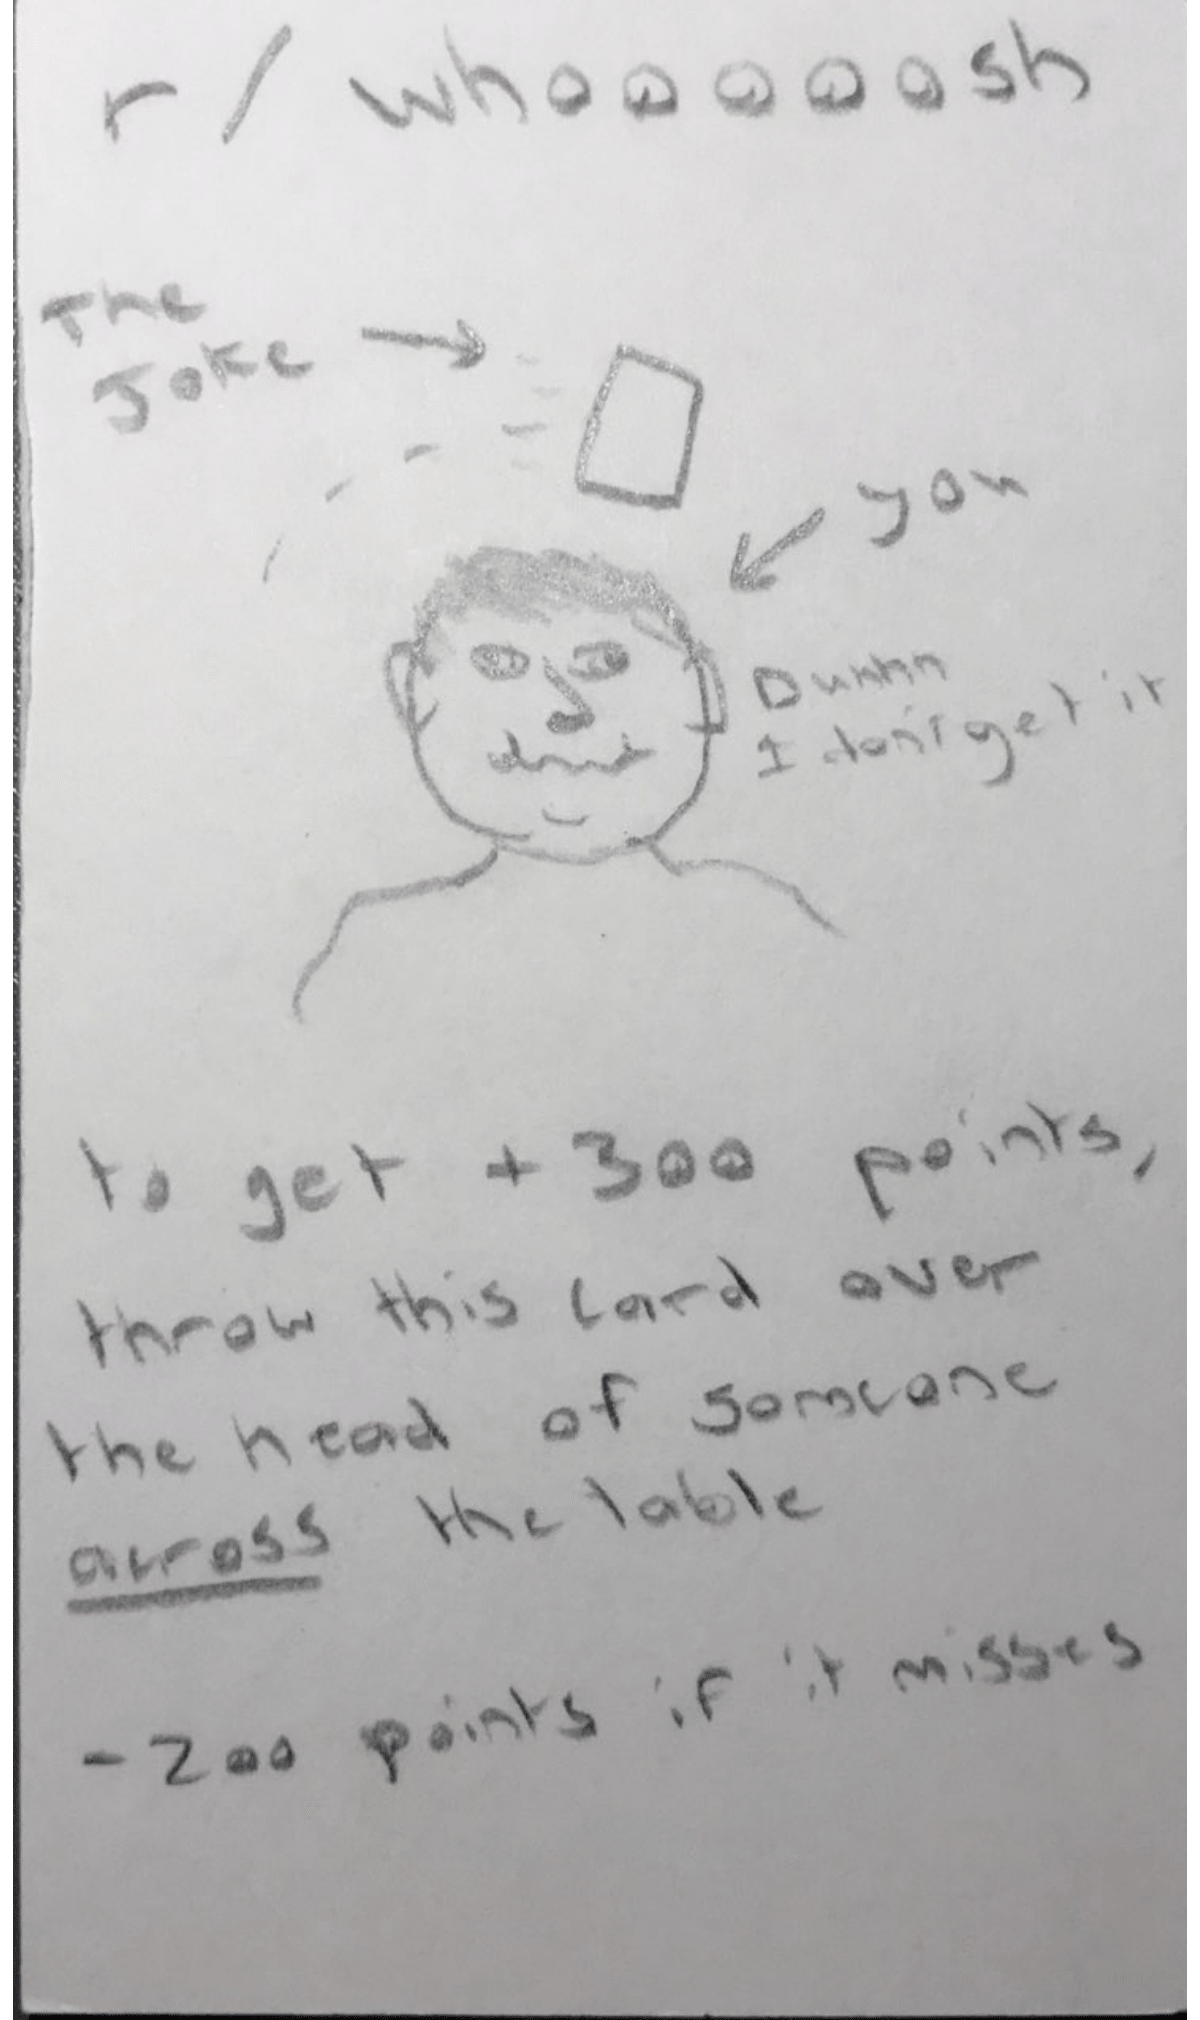 r/whooooosh
The
Joke
you
Duhhh
I don't get it
to get +300 points,
throw this card over
the head of someone
across the table
-200 points if it misses